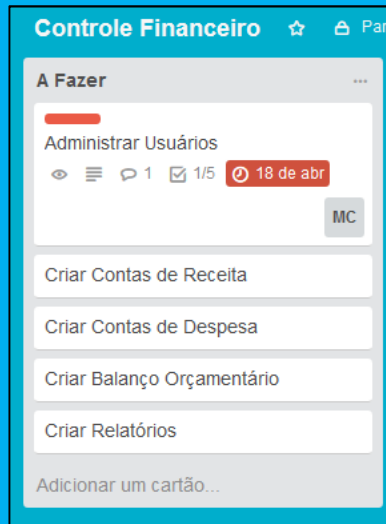 Controle Financeiro Par
A Fazer
Administrar Usuários
1 1/5 18 de abr
MC
Criar Contas de Receita
Criar Contas de Despesa
Criar Balanço Orçamentário
Criar Relatórios
Adicionar um cartão...